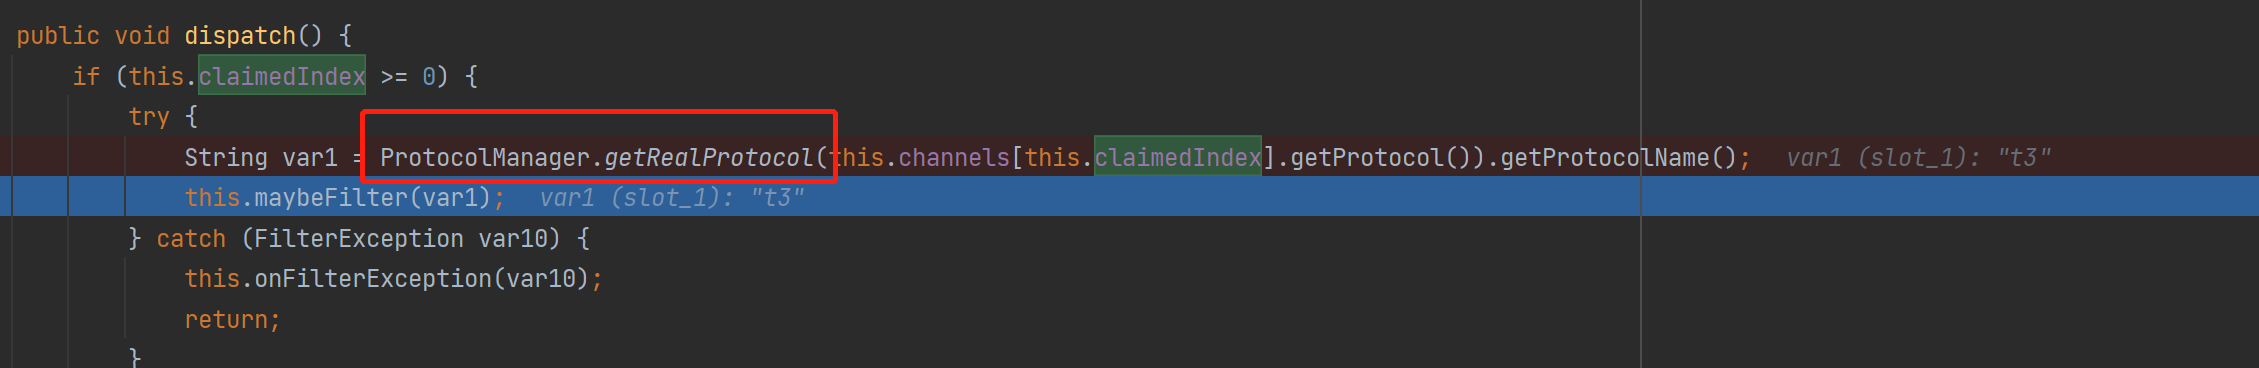 public void dispatch() {
if (this.claimedIndex >= 0) {
try {
String var1 = ProtocolManager.getRealProtocol(this.channels[this.claimedIndex].getProtocol()).getProtocolName(); var1 (slot_1): "t3"
this.maybeFilter(var1); var1 (slot_1): "t3"
} catch (FilterException var10) {
this.onFilterException(var10);
return;
}